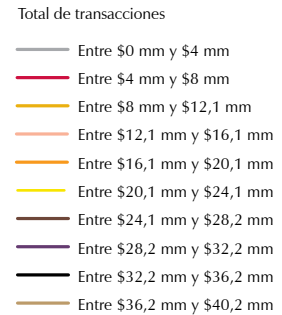 Total de transacciones
Entre $0 mm y $4 mm
Entre $4 mm y $8 mm
Entre $8 mm y $12,1 mm
Entre $12,1 mm y $16,1 mm
Entre $16,1 mm y $20,1 mm
Entre $20,1 mm y $24,1 mm
Entre $24,1 mm y $28,2 mm
Entre $28,2 mm y $32,2 mm
Entre $32,2 mm y $36,2 mm
Entre $36,2 mm y $40,2 mm